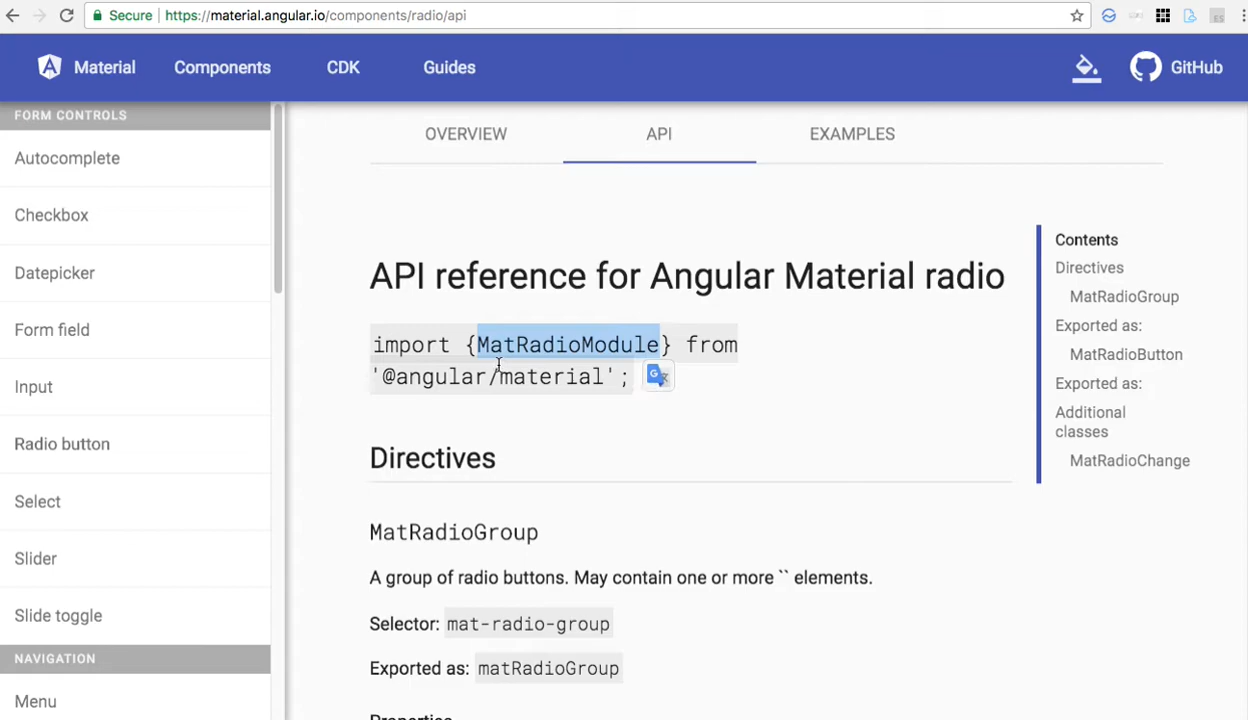 Secure | https://material.angular.io/components/radio/api
Material Components CDK Guides GitHub
FORM CONTROLS
Autocomplete
Checkbox
Datepicker
Form field
Input
Radio button
Select
Slider
Slide toggle
NAVIGATION
Menu
OVERVIEW API EXAMPLES
API reference for Angular Material radio
import {MatRadioModule} from
'@angular/material';
Directives
MatRadioGroup
A group of radio buttons. May contain one or more `` elements.
Selector: mat-radio-group
Exported as: matRadioGroup
Properties
Contents
Directives
MatRadioGroup
Exported as:
MatRadioButton
Exported as:
Additional
classes
MatRadioChange